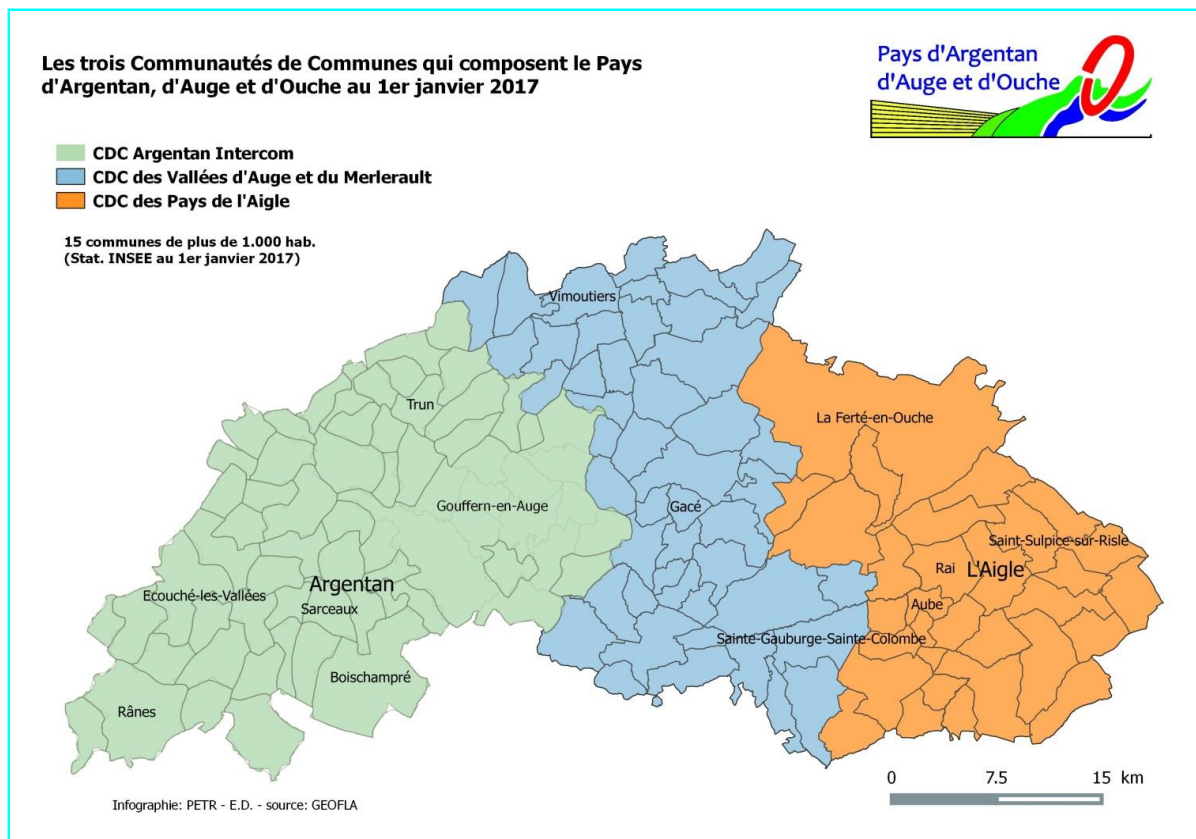 Les trois Communautés de Communes qui composent le Pays
d'Argentan, d'Auge et d'Ouche au 1er janvier 2017
Pays d'Argentan
d'Auge et d'Ouche
CDC Argentan Intercom
CDC des Vallées d'Auge et du Merlerault
CDC des Pays de l'Aigle
15 communes de plus de 1.000 hab.
(Stat. INSEE au 1er janvier 2017)
Vimoutiers
Trun
La Ferté-en-Ouche
Gouffern-en-Auge
Gacé
Saint-Sulpice-sur-Risle
Rai
L'Aigle
Argentan
Ecouché-les-Vallées
Sarceaux
Aube
Sainte-Gauburge-Sainte-Colombe
Boischampré
Rânes
0 7.5 15 km
Infographie: PETR - E.D. - source: GEOFLA